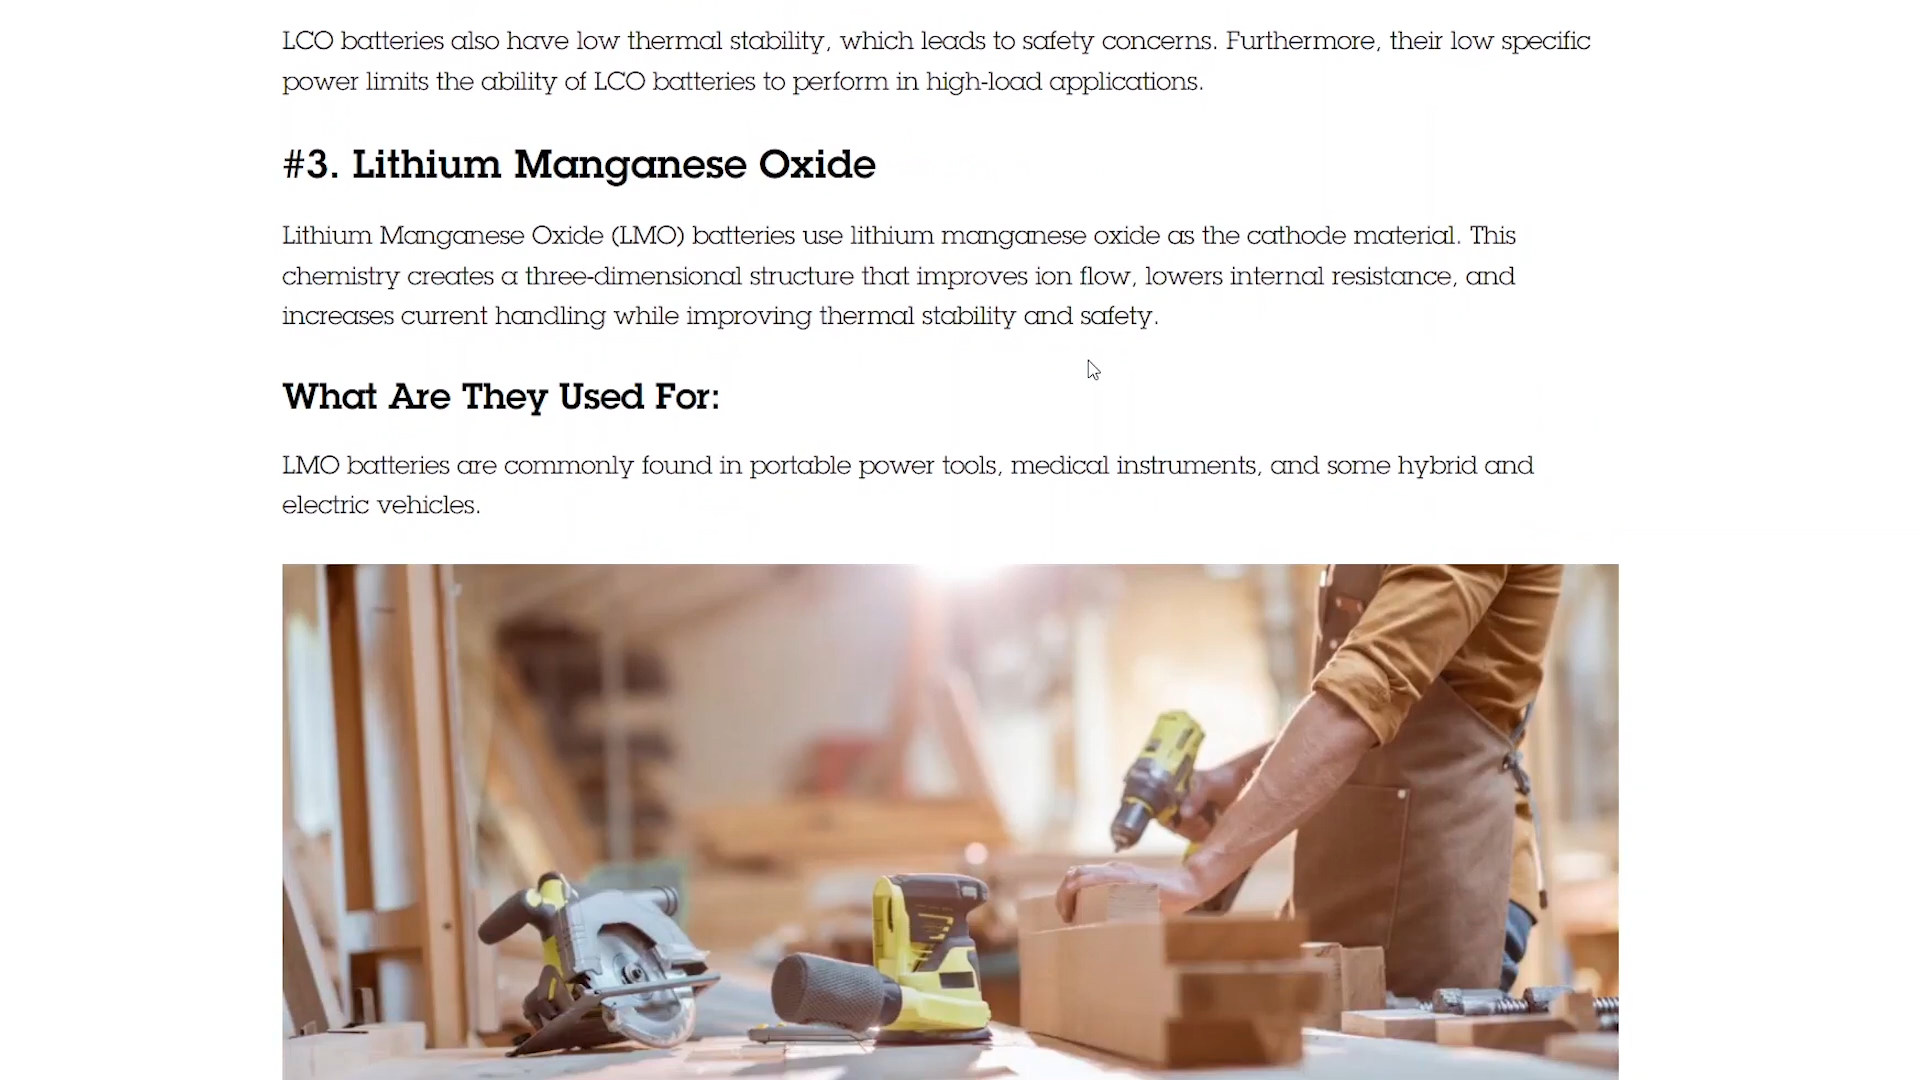 LCO batteries also have low thermal stability, which leads to safety concerns. Furthermore, their low specific
power limits the ability of LCO batteries to perform in high-load applications.
#3. Lithium Manganese Oxide
Lithium Manganese Oxide (LMO) batteries use lithium manganese oxide as the cathode material. This
chemistry creates a three-dimensional structure that improves ion flow, lowers internal resistance, and
increases current handling while improving thermal stability and safety.
What Are They Used For:
LMO batteries are commonly found in portable power tools, medical instruments, and some hybrid and
electric vehicles.